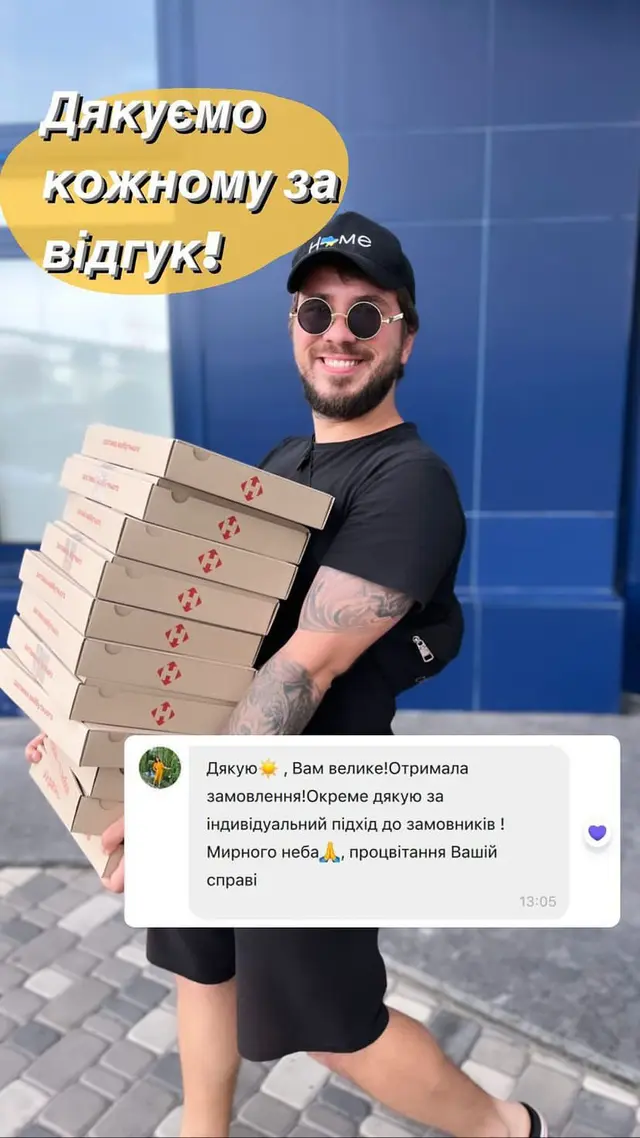 Дякуємо
кожному за
відгук!
HOME
Дякую☀️ , Вам велике!Отримала
замовлення!Окреме дякую за
індивідуальний підхід до замовників !
Мирного неба🙏, процвітання Вашій
справі
13:05